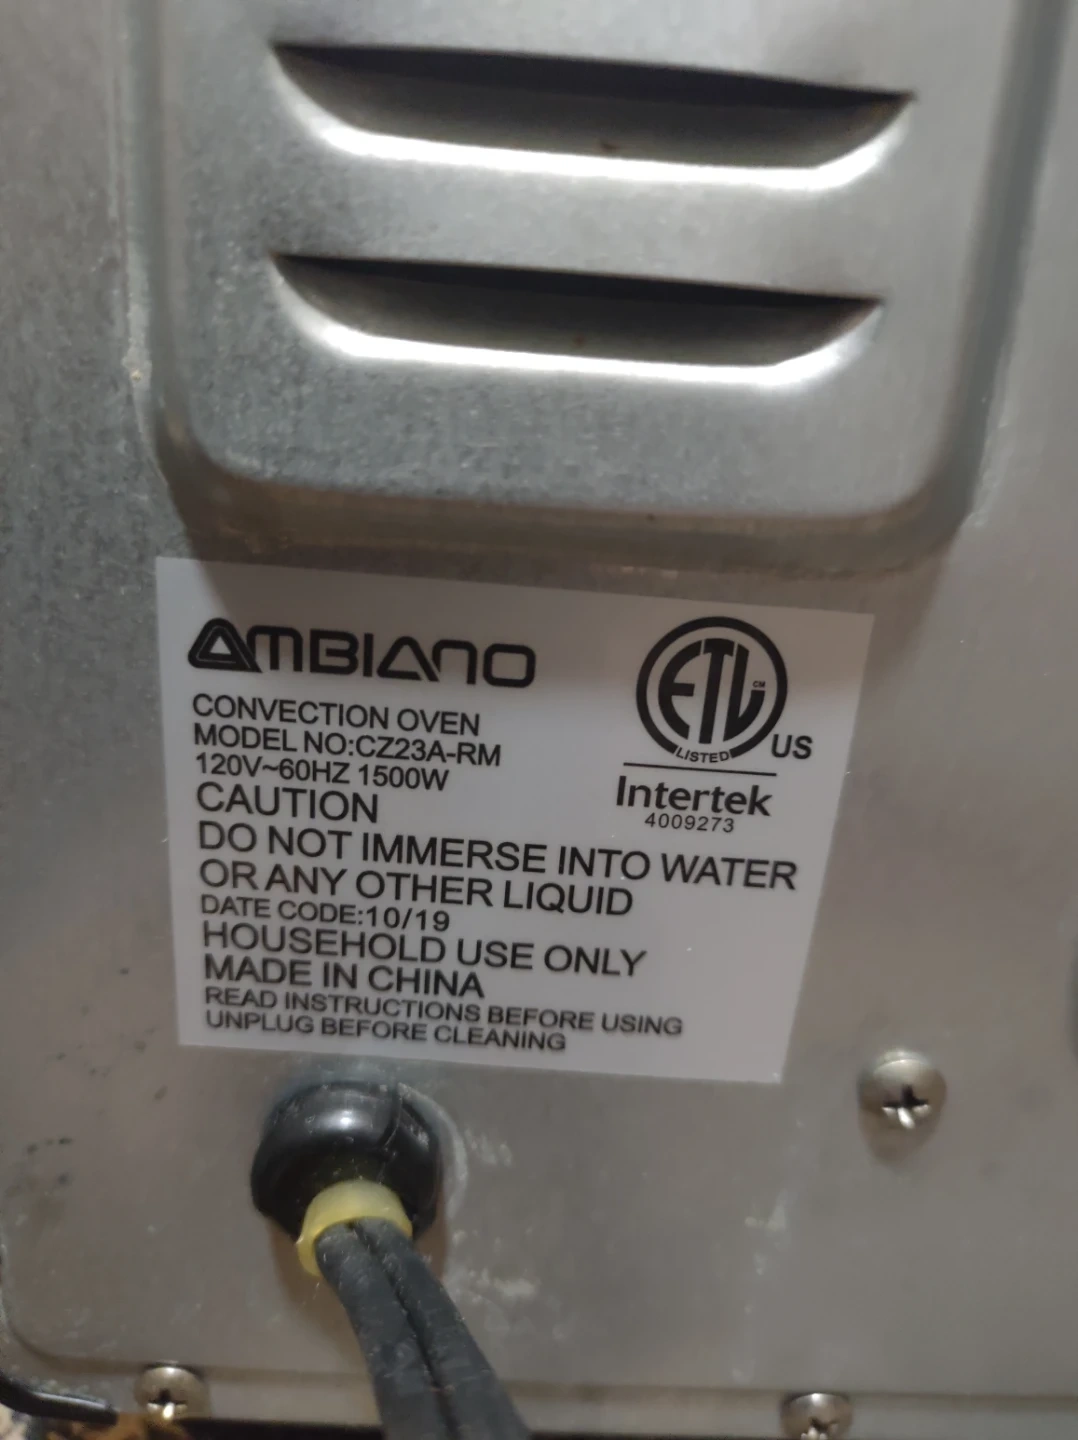 AMBIANO
CONVECTION OVEN
MODEL NO:CZ23A-RM
120V~60HZ 1500W
CAUTION
DO NOT IMMERSE INTO WATER
OR ANY OTHER LIQUID
DATE CODE:10/19
HOUSEHOLD USE ONLY
MADE IN CHINA
READ INSTRUCTIONS BEFORE USING
UNPLUG BEFORE CLEANING
ETL CM
LISTED
US
Intertek
4009273